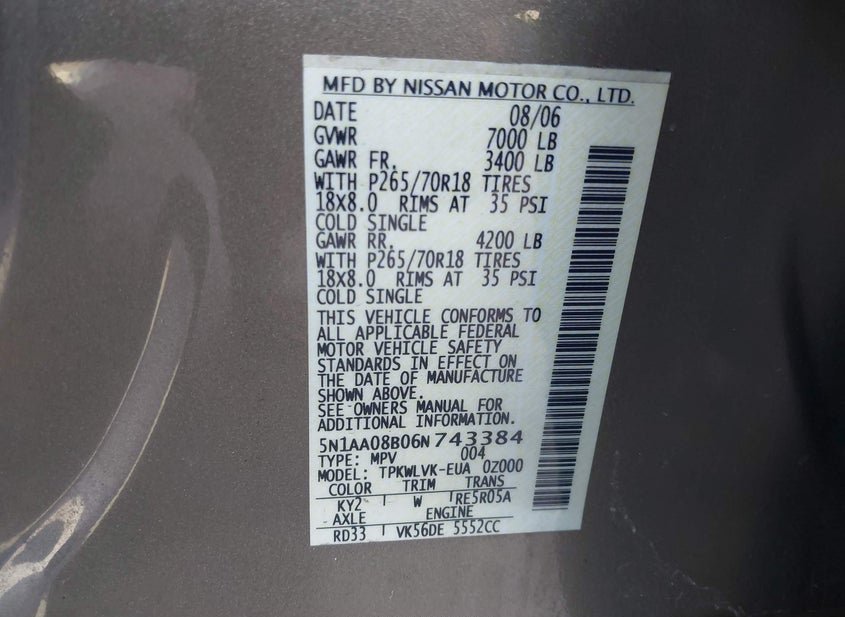 MFD BY NISSAN MOTOR CO., LTD.
DATE 08/06
GVWR 7000 LB
GAWR FR. 3400 LB
WITH P265/70R18 TIRES
18X8.0 RIMS AT 35 PSI
COLD SINGLE
GAWR RR. 4200 LB
WITH P265/70R18 TIRES
18X8.0 RIMS AT 35 PSI
COLD SINGLE
THIS VEHICLE CONFORMS TO
ALL APPLICABLE FEDERAL
MOTOR VEHICLE SAFETY
STANDARDS IN EFFECT ON
THE DATE OF MANUFACTURE
SHOWN ABOVE.
SEE OWNERS MANUAL FOR
ADDITIONAL INFORMATION.
5N1AA08B06N743384
TYPE: MPV 004
MODEL: TPKWLVK-EUA 0Z000
COLOR TRIM TRANS
KY2 W RE5R05A
AXLE ENGINE
RD33 VK56DE 5552CC